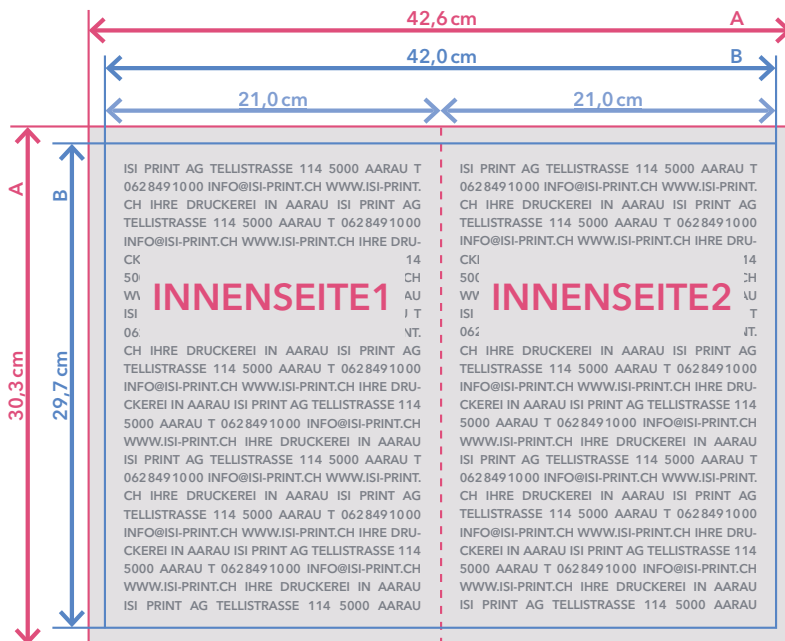 42,6 cm
A
42,0 cm
B
21,0 cm
21,0 cm
A
B
30,3 cm
29,7 cm
ISI PRINT AG TELLISTRASSE 114 5000 AARAU T
0628491000 INFO@ISI-PRINT.CH WWW.ISI-PRINT.
CH IHRE DRUCKEREI IN AARAU ISI PRINT AG
TELLISTRASSE 114 5000 AARAU T 0628491000
INFO@ISI-PRINT.CH WWW.ISI-PRINT.CH IHRE DRU-
14
INNENSEITE1
ISI
CH IHRE DRUCKEREI IN AARAU ISI PRINT AG
TELLISTRASSE 114 5000 AARAU T 0628491000
INFO@ISI-PRINT.CH WWW.ISI-PRINT.CH IHRE DRU-
CKEREI IN AARAU ISI PRINT AG TELLISTRASSE 114
5000 AARAU T 0628491000 INFO@ISI-PRINT.CH
WWW.ISI-PRINT.CH IHRE DRUCKEREI IN AARAU
ISI PRINT AG TELLISTRASSE 114 5000 AARAU T
0628491000 INFO@ISI-PRINT.CH WWW.ISI-PRINT.
CH IHRE DRUCKEREI IN AARAU ISI PRINT AG
TELLISTRASSE 114 5000 AARAU T 0628491000
INFO@ISI-PRINT.CH WWW.ISI-PRINT.CH IHRE DRU-
CKEREI IN AARAU ISI PRINT AG TELLISTRASSE 114
5000 AARAU T 0628491000 INFO@ISI-PRINT.CH
WWW.ISI-PRINT.CH IHRE DRUCKEREI IN AARAU
ISI PRINT AG TELLISTRASSE 114 5000 AARAU
ISI PRINT AG TELLISTRASSE 114 5000 AARAU T
0628491000 INFO@ISI-PRINT.CH WWW.ISI-PRINT.
CH IHRE DRUCKEREI IN AARAU ISI PRINT AG
TELLISTRASSE 114 5000 AARAU T 0628491000
INFO@ISI-PRINT.CH WWW.ISI-PRINT.CH IHRE DRU-
INNENSEITE2
ISI
CH IHRE DRUCKEREI IN AARAU ISI PRINT AG
TELLISTRASSE 114 5000 AARAU T 0628491000
INFO@ISI-PRINT.CH WWW.ISI-PRINT.CH IHRE DRU-
CKEREI IN AARAU ISI PRINT AG TELLISTRASSE 114
5000 AARAU T 0628491000 INFO@ISI-PRINT.CH
WWW.ISI-PRINT.CH IHRE DRUCKEREI IN AARAU
ISI PRINT AG TELLISTRASSE 114 5000 AARAU T
0628491000 INFO@ISI-PRINT.CH WWW.ISI-PRINT.
CH IHRE DRUCKEREI IN AARAU ISI PRINT AG
TELLISTRASSE 114 5000 AARAU T 0628491000
INFO@ISI-PRINT.CH WWW.ISI-PRINT.CH IHRE DRU-
CKEREI IN AARAU ISI PRINT AG TELLISTRASSE 114
5000 AARAU T 0628491000 INFO@ISI-PRINT.CH
WWW.ISI-PRINT.CH IHRE DRUCKEREI IN AARAU
ISI PRINT AG TELLISTRASSE 114 5000 AARAU